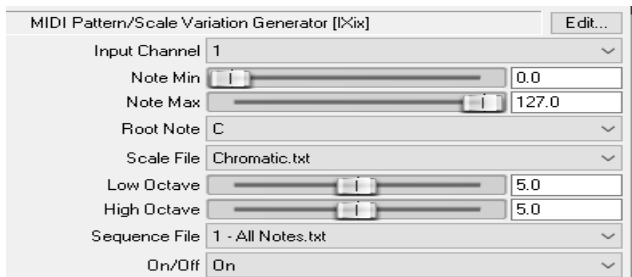 MIDI Pattern/Scale Variation Generator [IXix] Edit...
Input Channel 1
Note Min 0.0
Note Max 127.0
Root Note C
Scale File Chromatic.txt
Low Octave 5.0
High Octave 5.0
Sequence File 1 - All Notes.txt
On/Off On